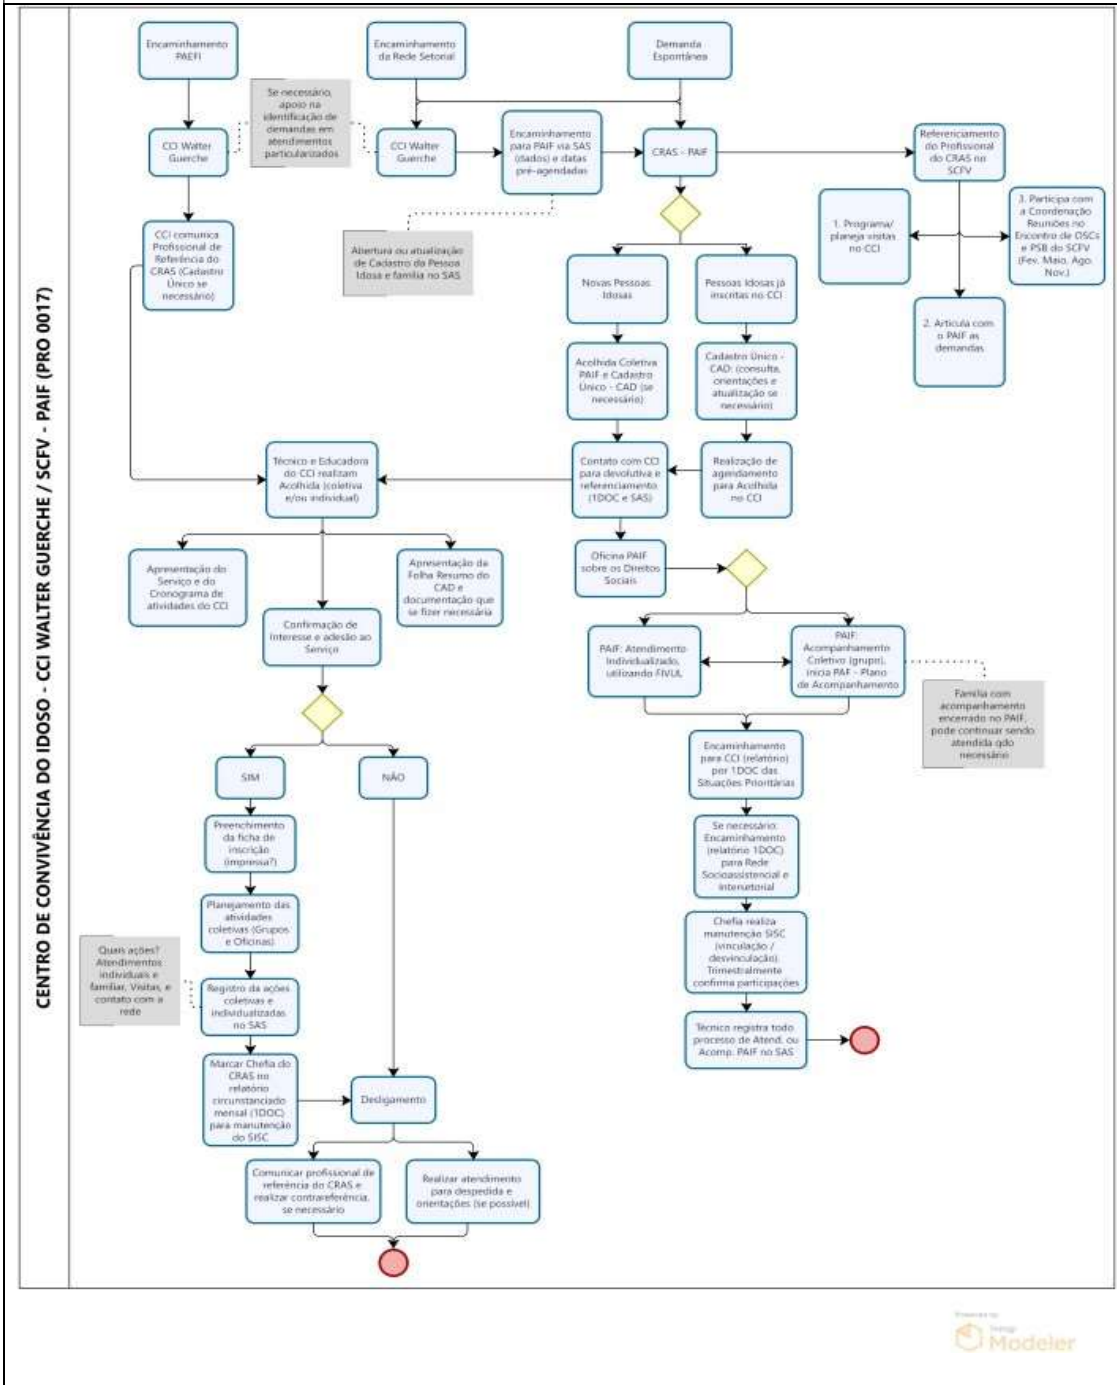 CENTRO DE CONVIVÊNCIA DO IDOSO - CCI WALTER GUERCHE / SCFV - PAIF (PRO 0017)
Encaminhamento
PAEFI
Encaminhamento
da Rede Setorial
Demanda
Espontânea
Se necessário,
apoio na
identificação de
demandas em
atendimentos
particularizados
CCI Walter
Guerche
CCI Walter
Guerche
Encaminhamento
para PAIF via SAS
(dados) e datas
pré-agendadas
CRAS - PAIF
Referenciamento
do Profissional
do CRAS no
SCFV
1. Programa/
planeja visitas
no CCI
3. Participa com
a Coordenação
Reuniões no
Encontro de OSCs
e PSB do SCFV
(Fev. Maio, Ago.
Nov.)
2. Articula com
o PAIF as
demandas
CCI comunica
Profissional de
Referência do
CRAS (Cadastro
Único se
necessário)
Abertura ou atualização
de Cadastro da Pessoa
Idosa e família no SAS
Novas Pessoas
Idosas
Pessoas Idosas já
inscritas no CCI
Acolhida Coletiva
PAIF e Cadastro
Único - CAD (se
necessário)
Cadastro Único -
CAD: (consulta,
orientações e
atualização se
necessário)
Técnico e Educadora
do CCI realizam
Acolhida (coletiva
e/ou individual)
Contato com CCI
para devolutiva e
referenciamento
(1DOC e SAS)
Realização de
agendamento
para Acolhida
no CCI
Apresentação do
Serviço e do
Cronograma de
atividades do CCI
Apresentação da
Folha Resumo do
CAD e
documentação que
se fizer necessária
Confirmação de
Interesse e adesão ao
Serviço
Oficina PAIF
sobre os Direitos
Sociais
PAIF: Atendimento
Individualizado,
utilizando FIVUL
PAIF:
Acompanhamento
Coletivo (grupo),
inicia PAF - Plano
de Acompanhamento
Família com
acompanhamento
encerrado no PAIF,
pode continuar sendo
atendida qdo
necessário
SIM
NÃO
Encaminhamento
para CCI (relatório)
por 1DOC das
Situações Prioritárias
Preenchimento
da ficha de
inscrição
(impressa?)
Se necessário:
Encaminhamento
(relatório 1DOC)
para Rede
Socioassistencial e
Intersetorial
Planejamento das
atividades
coletivas (Grupos
e Oficinas)
Chefia realiza
manutenção SISC
(vinculação /
desvinculação)
Trimestralmente
confirma participações
Quais ações?
Atendimentos
individuais e
familiar, Visitas, e
contato com a
rede
Registro da ações
coletivas e
individualizadas
no SAS
Técnico registra todo
processo de Atend. ou
Acomp. PAIF no SAS
Marcar Chefia do
CRAS no
relatório
circunstanciado
mensal (1DOC)
para manutenção
do SISC
Desligamento
Comunicar profissional de
referência do CRAS e
realizar contrareferência,
se necessário
Realizar atendimento
para despedida e
orientações (se possível)
Powered by
Modeler